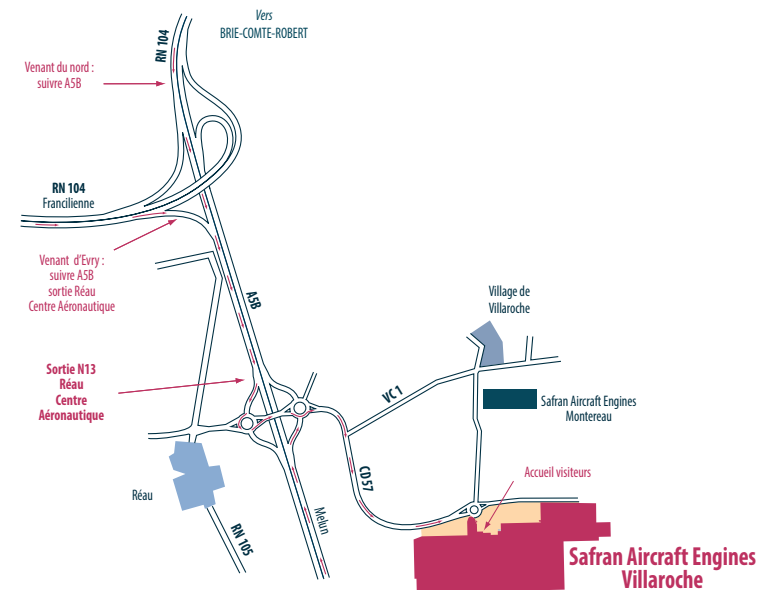 Vers
BRIE-COMTE-ROBERT
RN 104
Venant du nord :
suivre A5B
RN 104
Francilienne
Venant d'Evry :
suivre A5B
sortie Réau
Centre Aéronautique
A5B
Village de
Villaroche
Sortie N13
Réau
Centre
Aéronautique
VC 1
Safran Aircraft Engines
Montereau
CD 57
Accueil visiteurs
Réau
RN 105
Melun
Safran Aircraft Engines
Villaroche